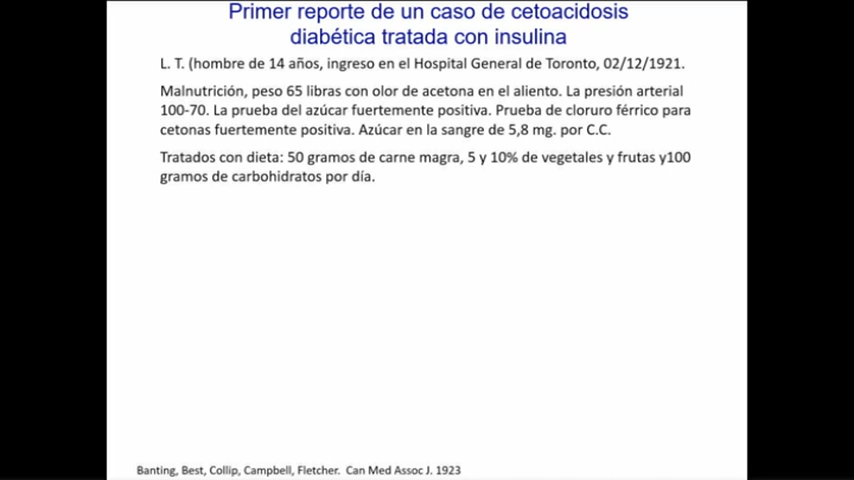 Primer reporte de un caso de cetoacidosis
diabética tratada con insulina
L. T. (hombre de 14 años, ingreso en el Hospital General de Toronto, 02/12/1921.
Malnutrición, peso 65 libras con olor de acetona en el aliento. La presión arterial
100-70. La prueba del azúcar fuertemente positiva. Prueba de cloruro férrico para
cetonas fuertemente positiva. Azúcar en la sangre de 5,8 mg. por C.C.
Tratados con dieta: 50 gramos de carne magra, 5 y 10% de vegetales y frutas y100
gramos de carbohidratos por día.
Banting, Best, Collip, Campbell, Fletcher. Can Med Assoc J. 1923